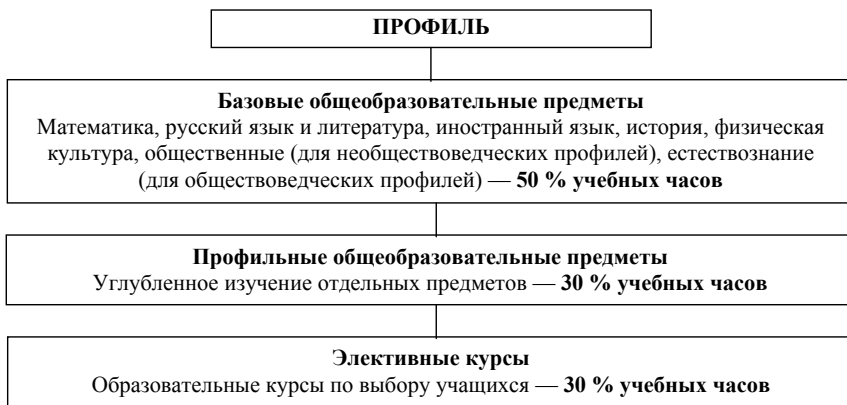 ПРОФИЛЬ
Базовые общеобразовательные предметы
Математика, русский язык и литература, иностранный язык, история, физическая
культура, общественные (для необществоведческих профилей), естествознание
(для обществоведческих профилей) — 50 % учебных часов
Профильные общеобразовательные предметы
Углубленное изучение отдельных предметов — 30 % учебных часов
Элективные курсы
Образовательные курсы по выбору учащихся — 30 % учебных часов